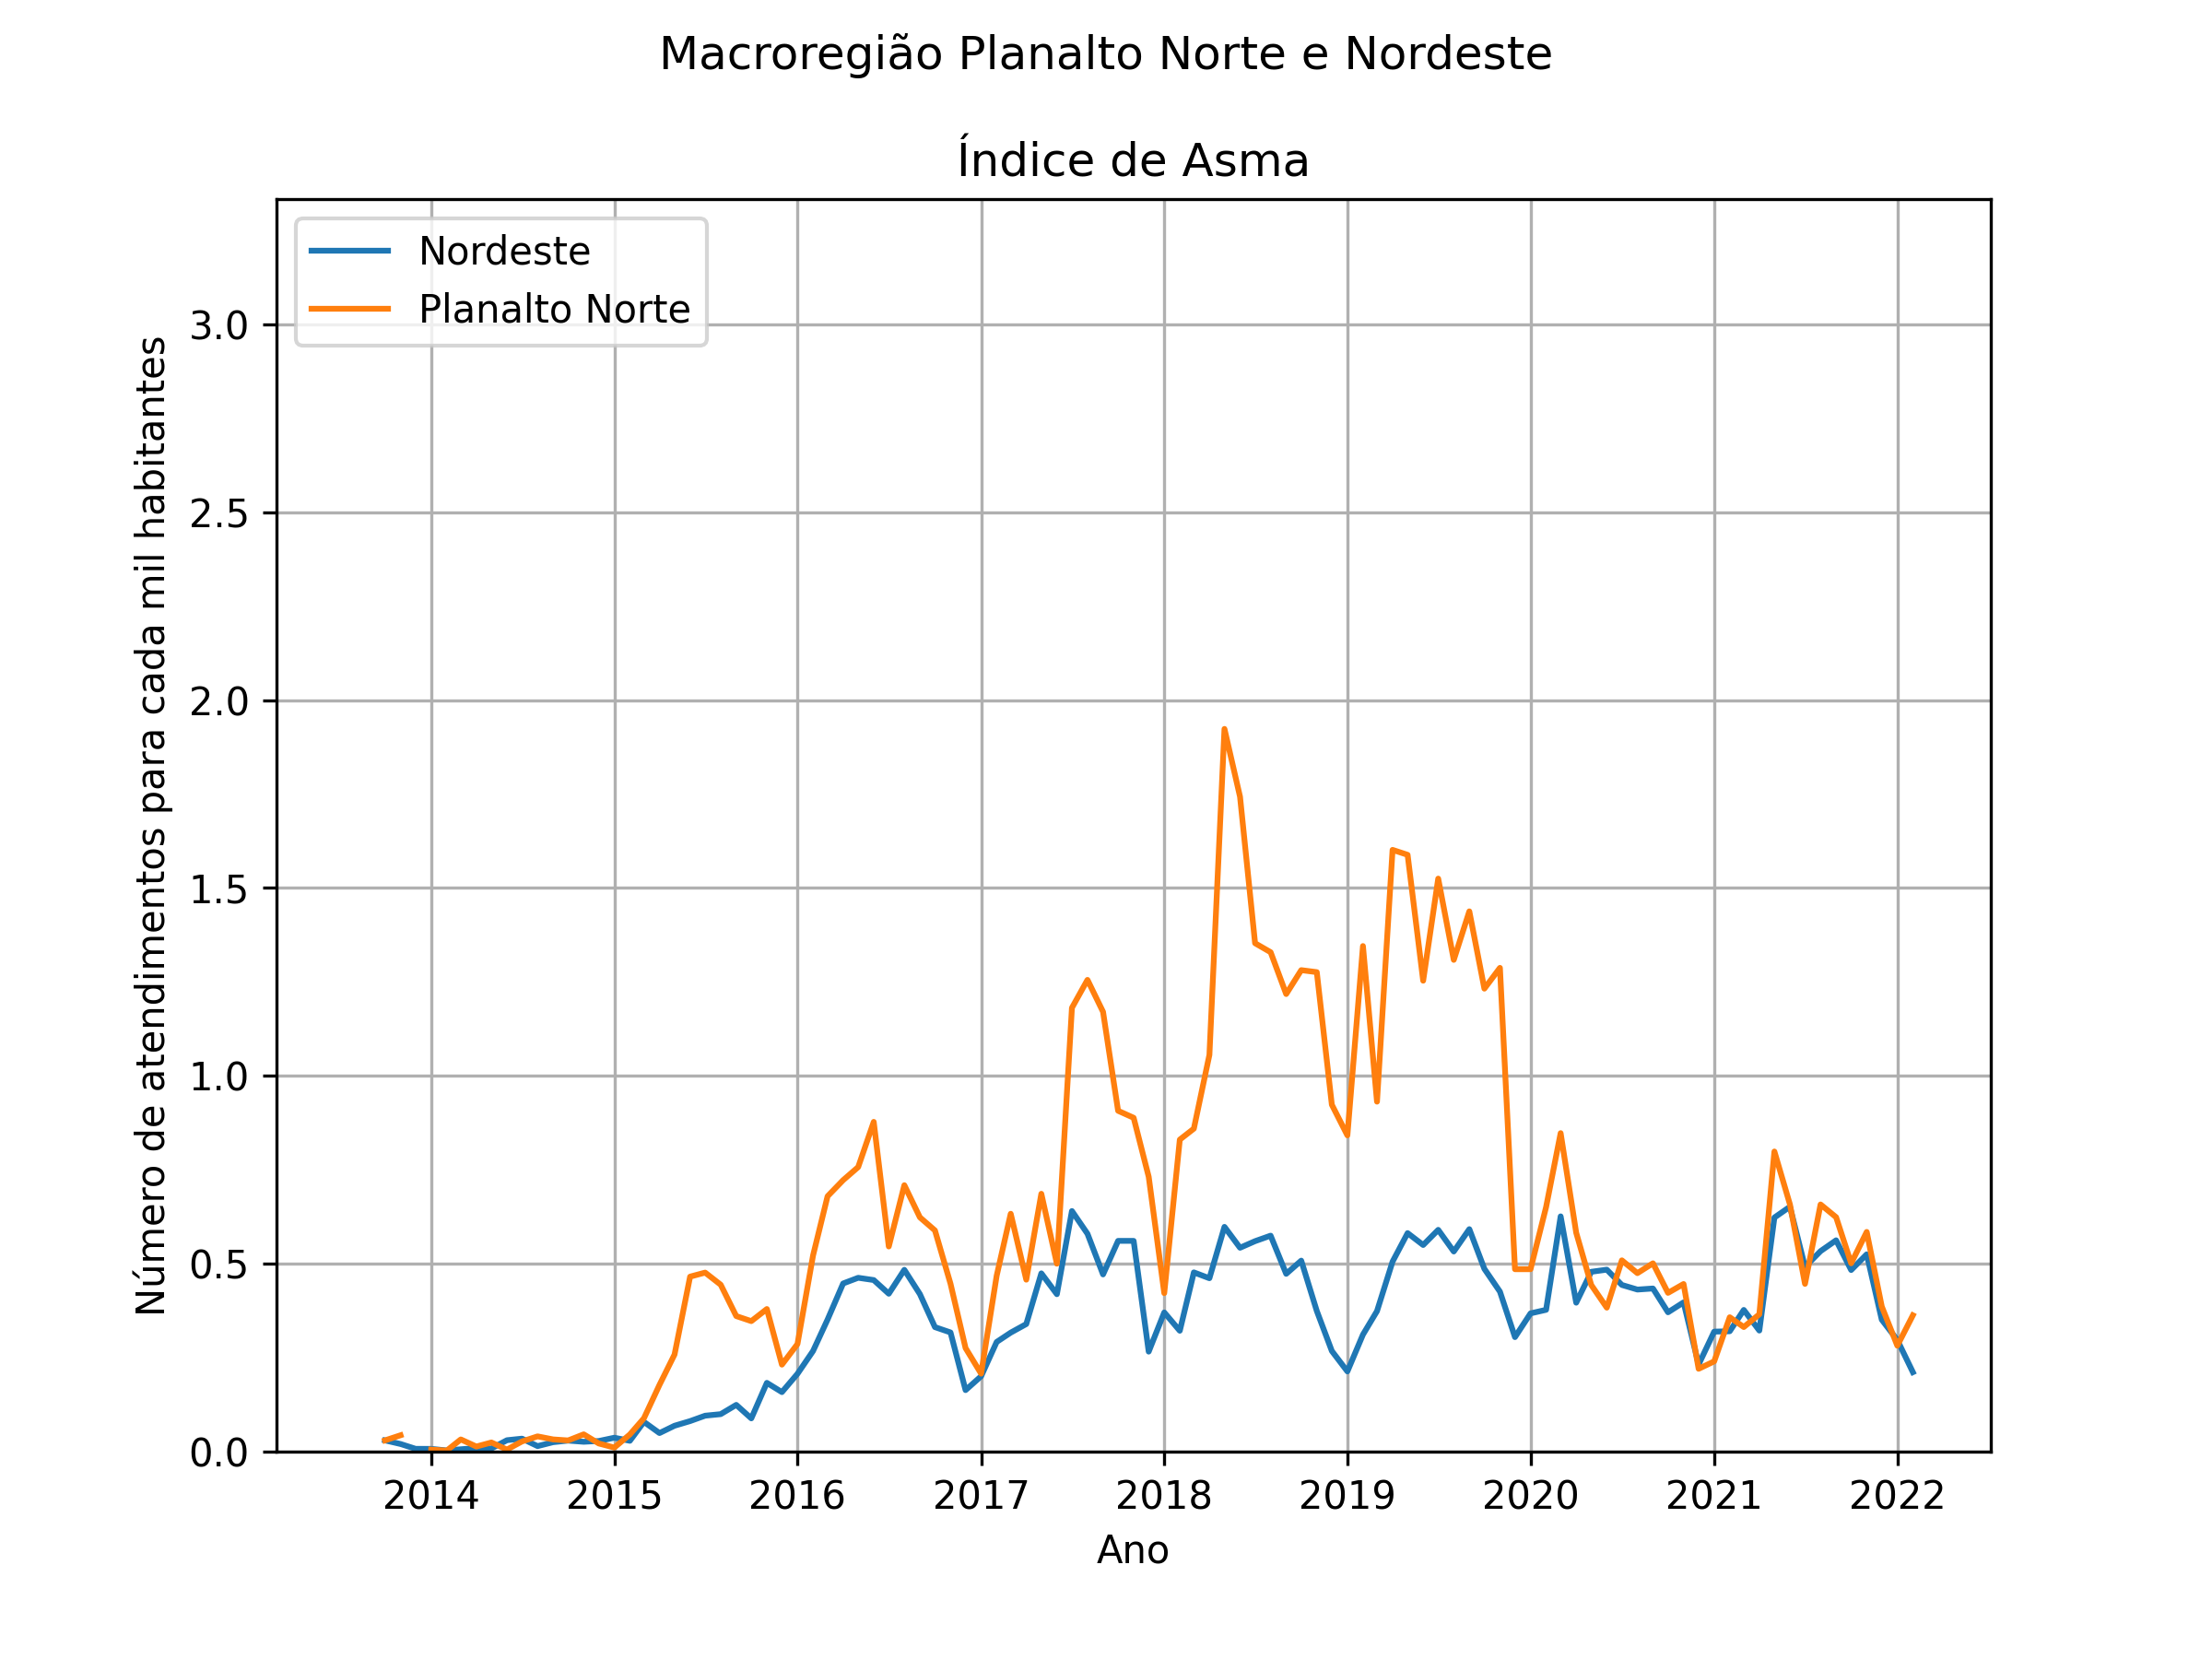 Macroregião Planalto Norte e Nordeste
Índice de Asma
Nordeste
Planalto Norte
Número de atendimentos para cada mil habitantes
3.0
2.5
2.0
1.5
1.0
0.5
0.0
2014 2015 2016 2017 2018 2019 2020 2021 2022
Ano